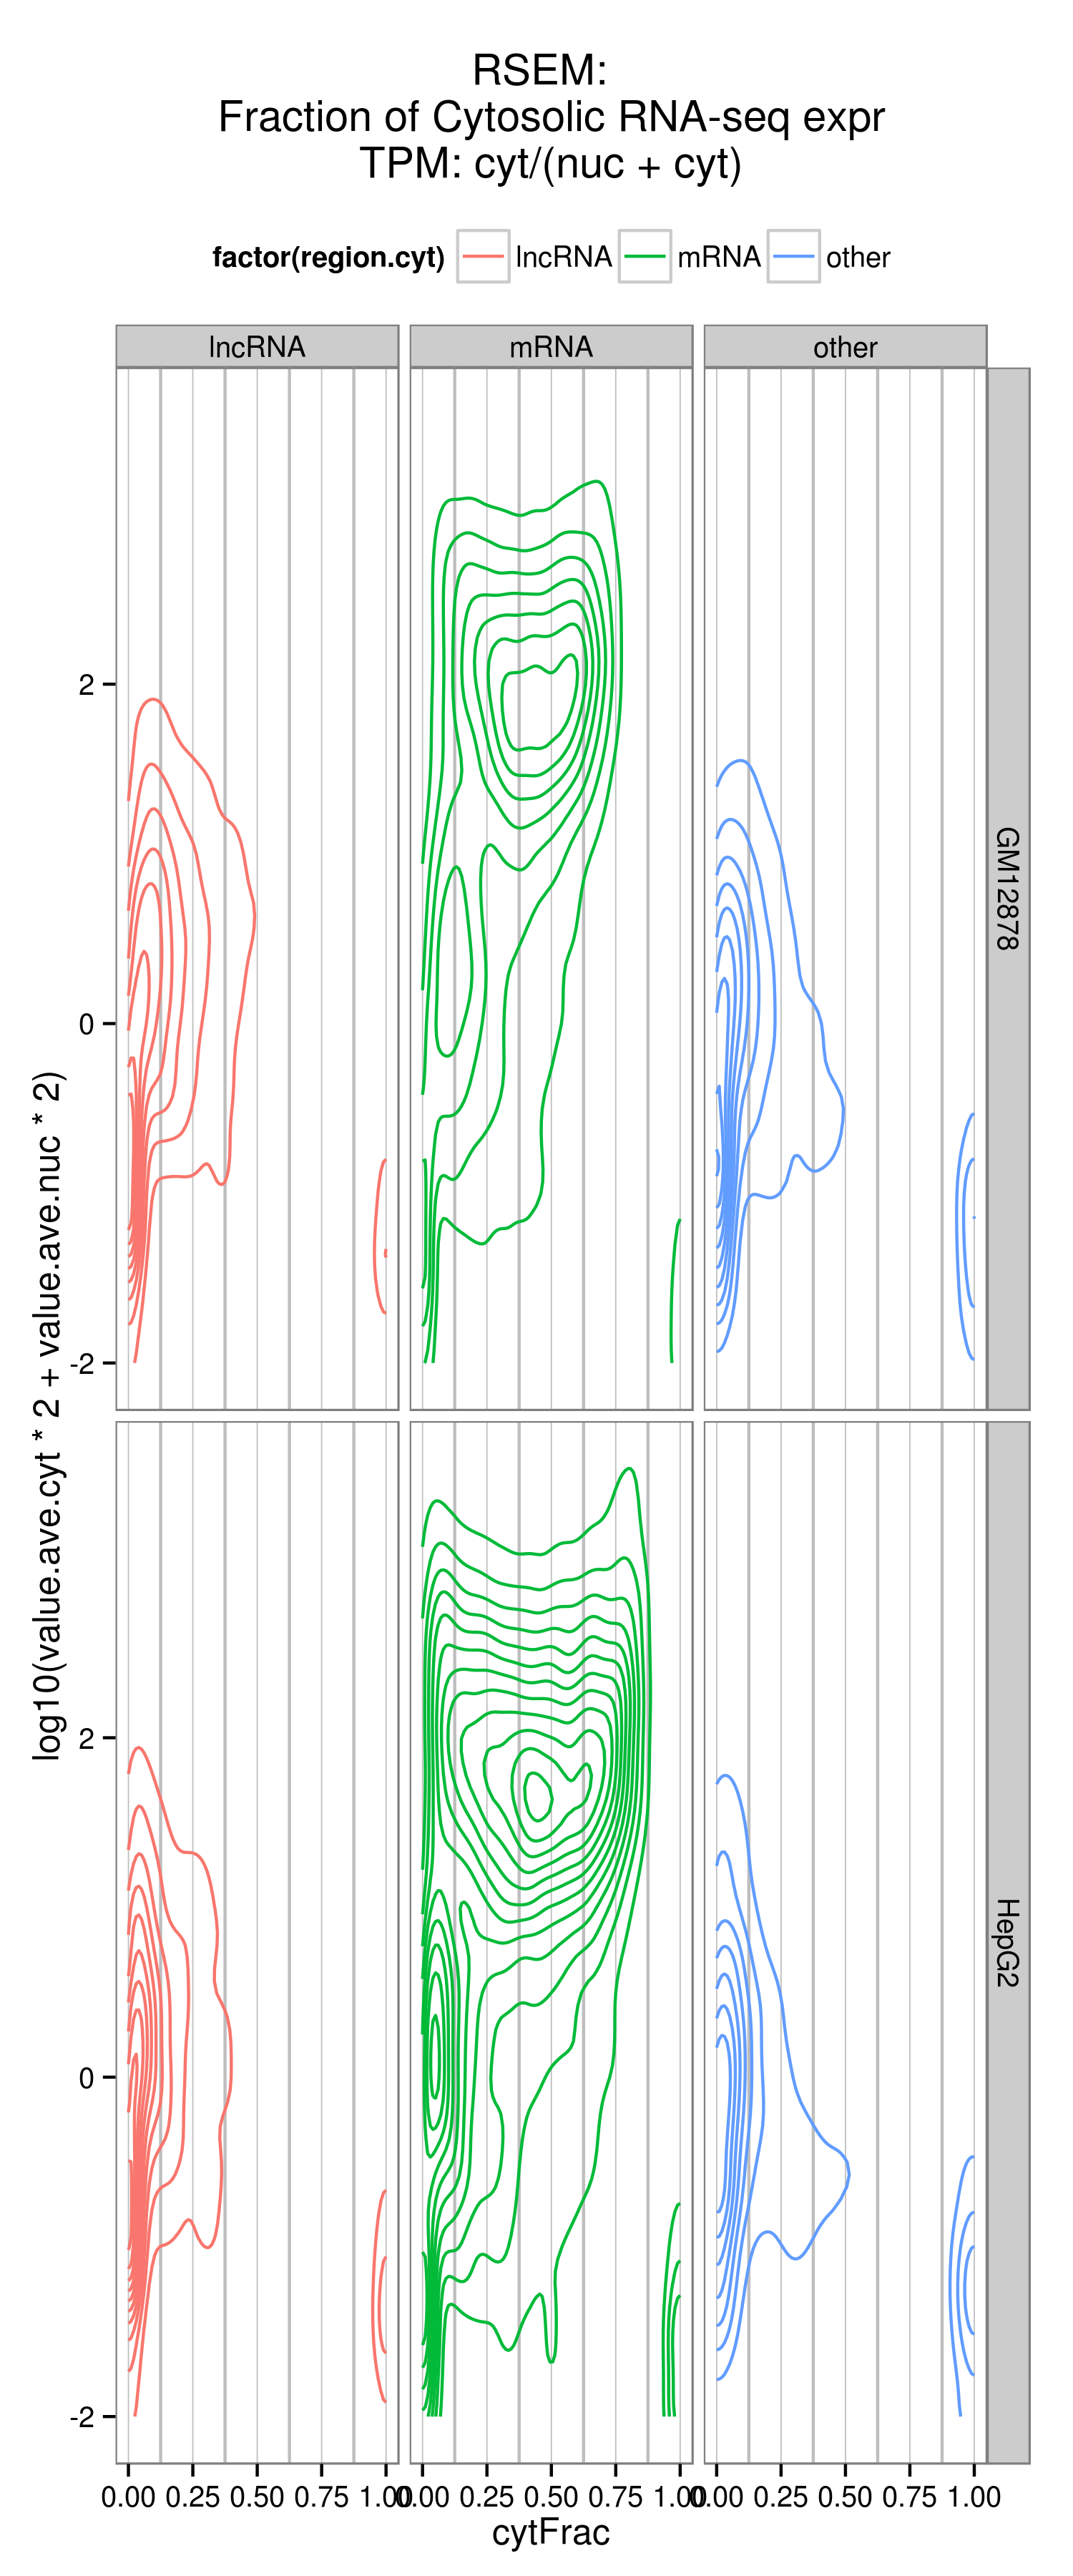 RSEM:
Fraction of Cytosolic RNA-seq expr
TPM: cyt/(nuc + cyt)
factor(region.cyt) lncRNA mRNA other
lncRNA mRNA other
GM12878
2
0
-2
log10(value.ave.cyt * 2 + value.ave.nuc * 2)
HepG2
2
0
-2
0.00 0.25 0.50 0.75 1.00 0.00 0.25 0.50 0.75 1.00 0.00 0.25 0.50 0.75 1.00
cytFrac